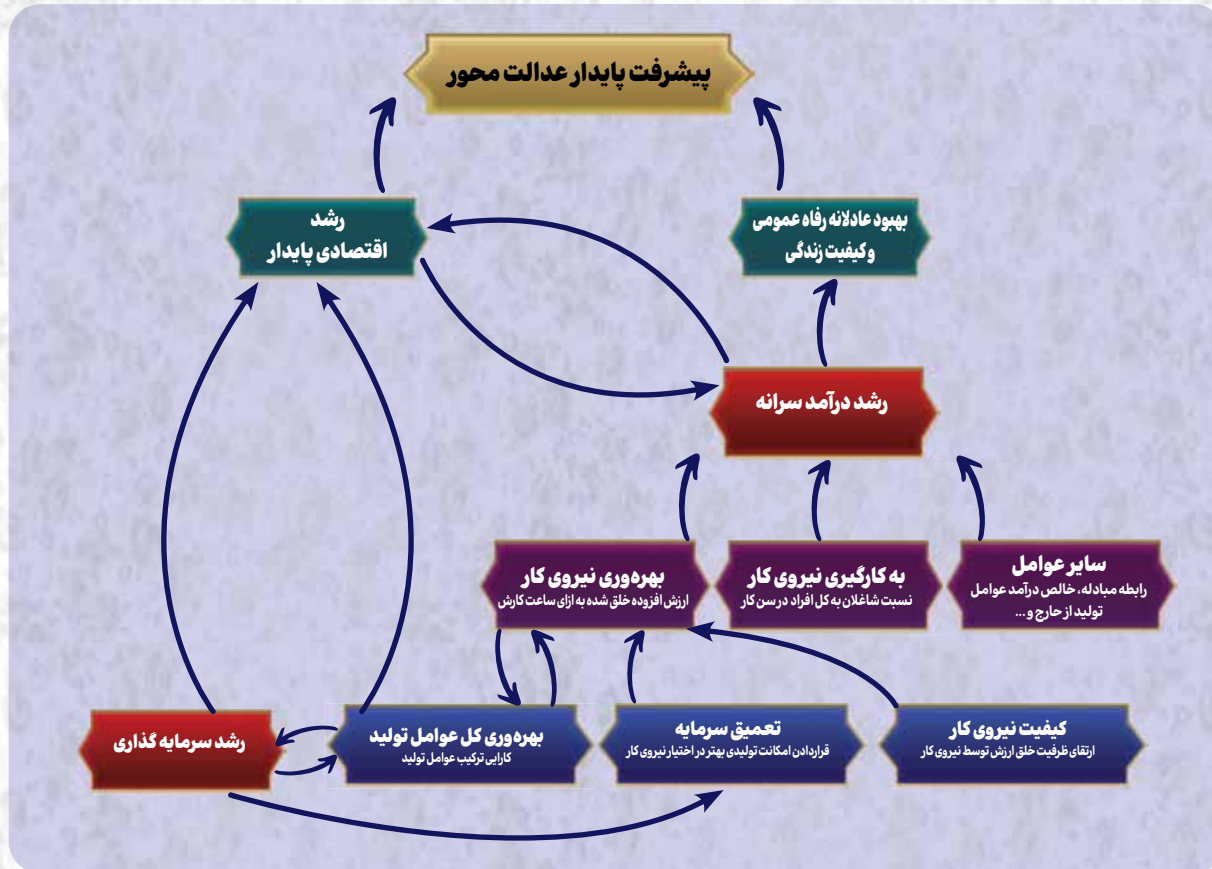 پیشرفت پایدار عدالت محور
بهبود عادلانه رفاه عمومی
و کیفیت زندگی
رشد
اقتصادی پایدار
رشد درآمد سرانه
سایر عوامل
رابطه مبادله، خالص درآمد عوامل
تولید از خارج و...
به کارگیری نیروی کار
نسبت شاغلان به کل افراد در سن کار
بهره‌وری نیروی کار
ارزش افزوده خلق شده به ازای ساعت کارش
کیفیت نیروی کار
ارتقای ظرفیت خلق ارزش توسط نیروی کار
تعمیق سرمایه
قراردادن امکانت تولیدی بهتر در اختیار نیروی کار
بهره‌وری کل عوامل تولید
کارایی ترکیب عوامل تولید
رشد سرمایه گذاری